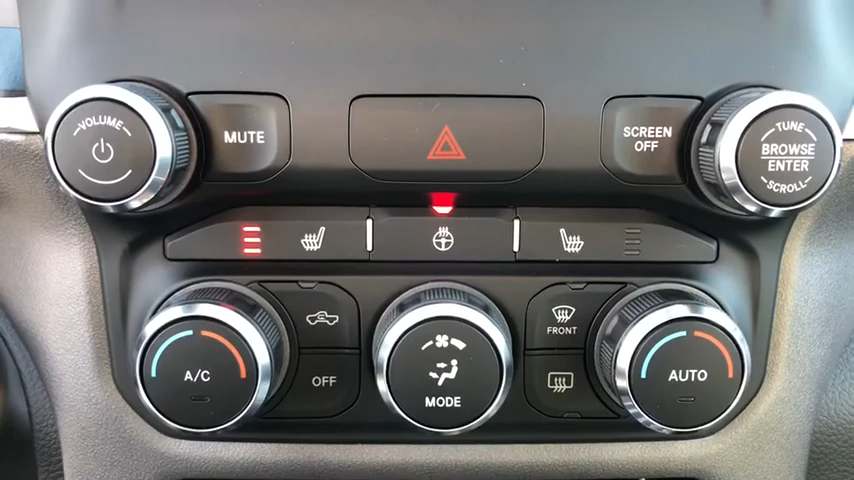 VOLUME
MUTE
SCREEN
OFF
TUNE
BROWSE
ENTER
SCROLL
FRONT
A/C
OFF
MODE
AUTO